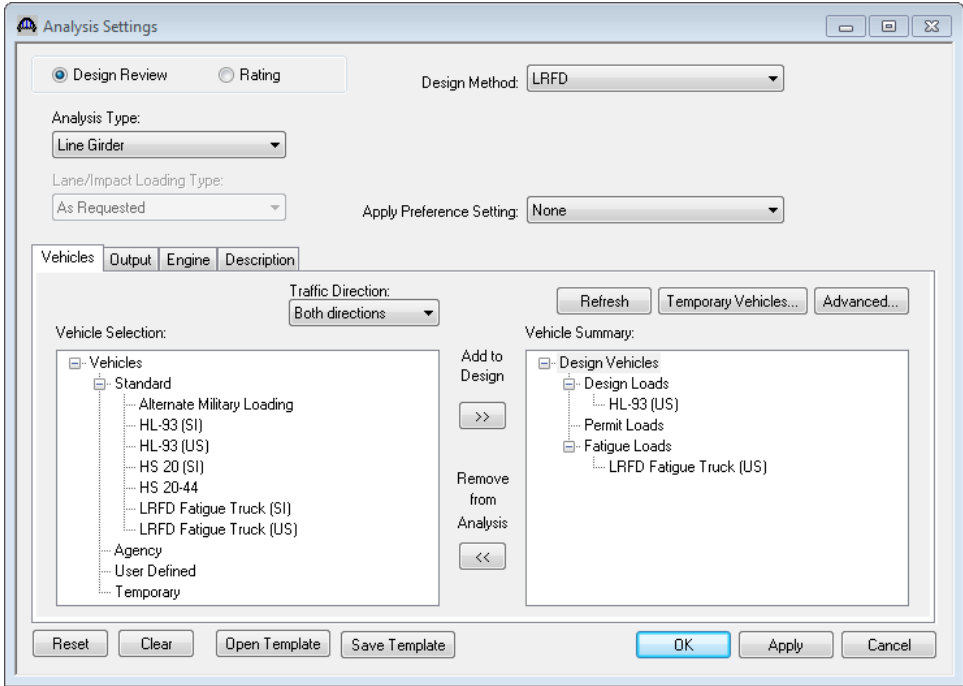 Analysis Settings
Design Review
Rating
Design Method:
LRFD
Analysis Type:
Line Girder
Lane/Impact Loading Type:
As Requested
Apply Preference Setting:
None
Vehicles
Output
Engine
Description
Traffic Direction:
Both directions
Refresh
Temporary Vehicles...
Advanced...
Vehicle Selection:
Vehicles
Standard
Alternate Military Loading
HL-93 (SI)
HL-93 (US)
HS 20 (SI)
HS 20-44
LRFD Fatigue Truck (SI)
LRFD Fatigue Truck (US)
Agency
User Defined
Temporary
Add to
Design
>>
Remove
from
Analysis
<<
Vehicle Summary:
Design Vehicles
Design Loads
HL-93 (US)
Permit Loads
Fatigue Loads
LRFD Fatigue Truck (US)
Reset
Clear
Open Template
Save Template
OK
Apply
Cancel